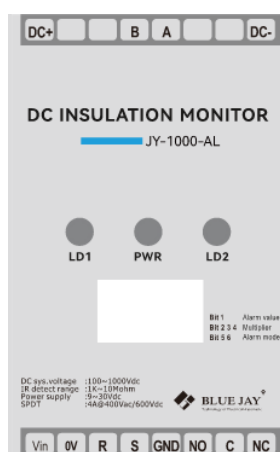 DC+ B A DC-
DC INSULATION MONITOR
JY-1000-AL
LD1 PWR LD2
Bit 1 Alarm value
Bit 2 3 4 Multiplier
Bit 5 6 Alarm mode
DC sys.voltage :100~1000Vdc
IR detect range :1K~10Mohm
Power supply :9~30Vdc
SPDT :4A@400Vac/600Vdc
BLUE JAY
Vin 0V R S GND NO C NC